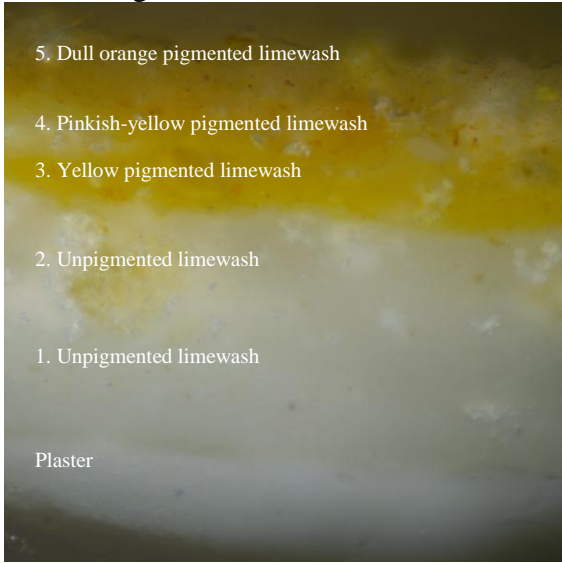 5. Dull orange pigmented limewash
4. Pinkish-yellow pigmented limewash
3. Yellow pigmented limewash
2. Unpigmented limewash
1. Unpigmented limewash
Plaster